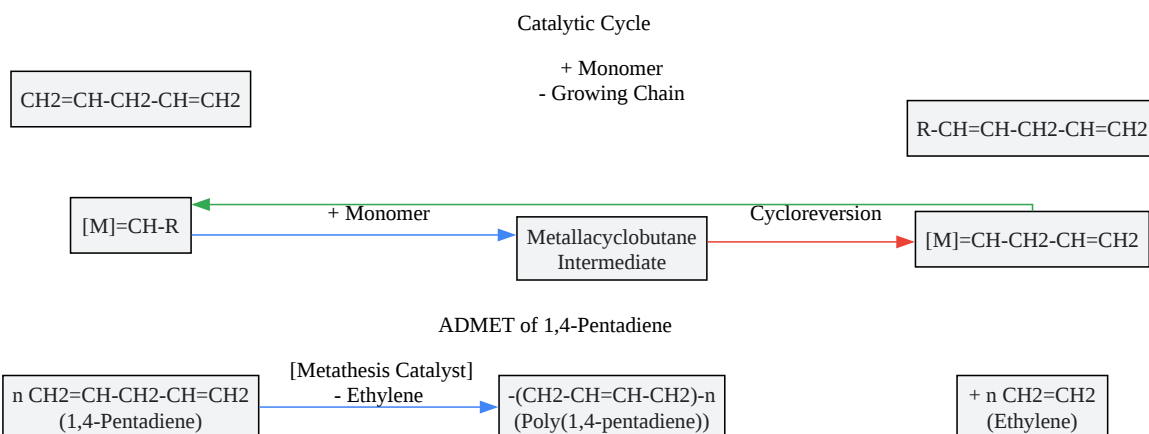 Catalytic Cycle
+ Monomer
- Growing Chain
CH2=CH-CH2-CH=CH2
R-CH=CH-CH2-CH=CH2
[M]=CH-R
+ Monomer
Metallacyclobutane
Intermediate
Cycloreversion
[M]=CH-CH2-CH=CH2
ADMET of 1,4-Pentadiene
n CH2=CH-CH2-CH=CH2
(1,4-Pentadiene)
[Metathesis Catalyst]
- Ethylene
-(CH2-CH=CH-CH2)-n
(Poly(1,4-pentadiene))
+ n CH2=CH2
(Ethylene)